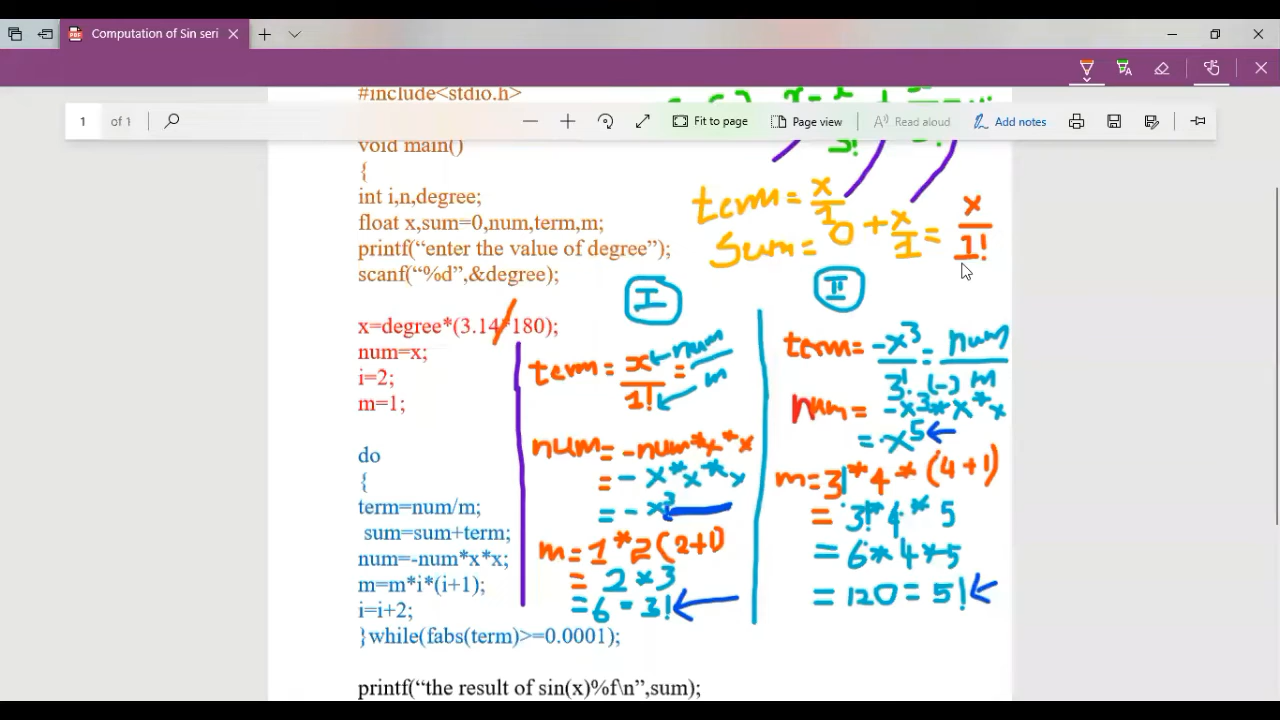 Computation of Sin seri
1 of 1
Fit to page
Page view
Read aloud
Add notes
#include<stdio.h>
void main()
{
int i,n,degree;
float x,sum=0,num,term,m;
printf(“enter the value of degree”);
scanf(“%d”,&degree);
x=degree*(3.14/180);
num=x;
i=2;
m=1;
do
{
term=num/m;
sum=sum+term;
num=-num*x*x;
m=m*i*(i+1);
i=i+2;
}while(fabs(term)>=0.0001);
printf(“the result of sin(x)%f\n”,sum);
3!
term = x/1
Sum = 0 + x/1 = x/1!
I
term = x/1! = num/m
num = -num*x*x
= -x*x*x
= -x³
m = 1*2(2+1)
= 2*3
= 6 = 3!
II
term = -x³/3! = num/m
(-)
num = -x³*x*x
= x⁵
m = 3!*4*(4+1)
= 3!*4*5
= 6*4*5
= 120 = 5!